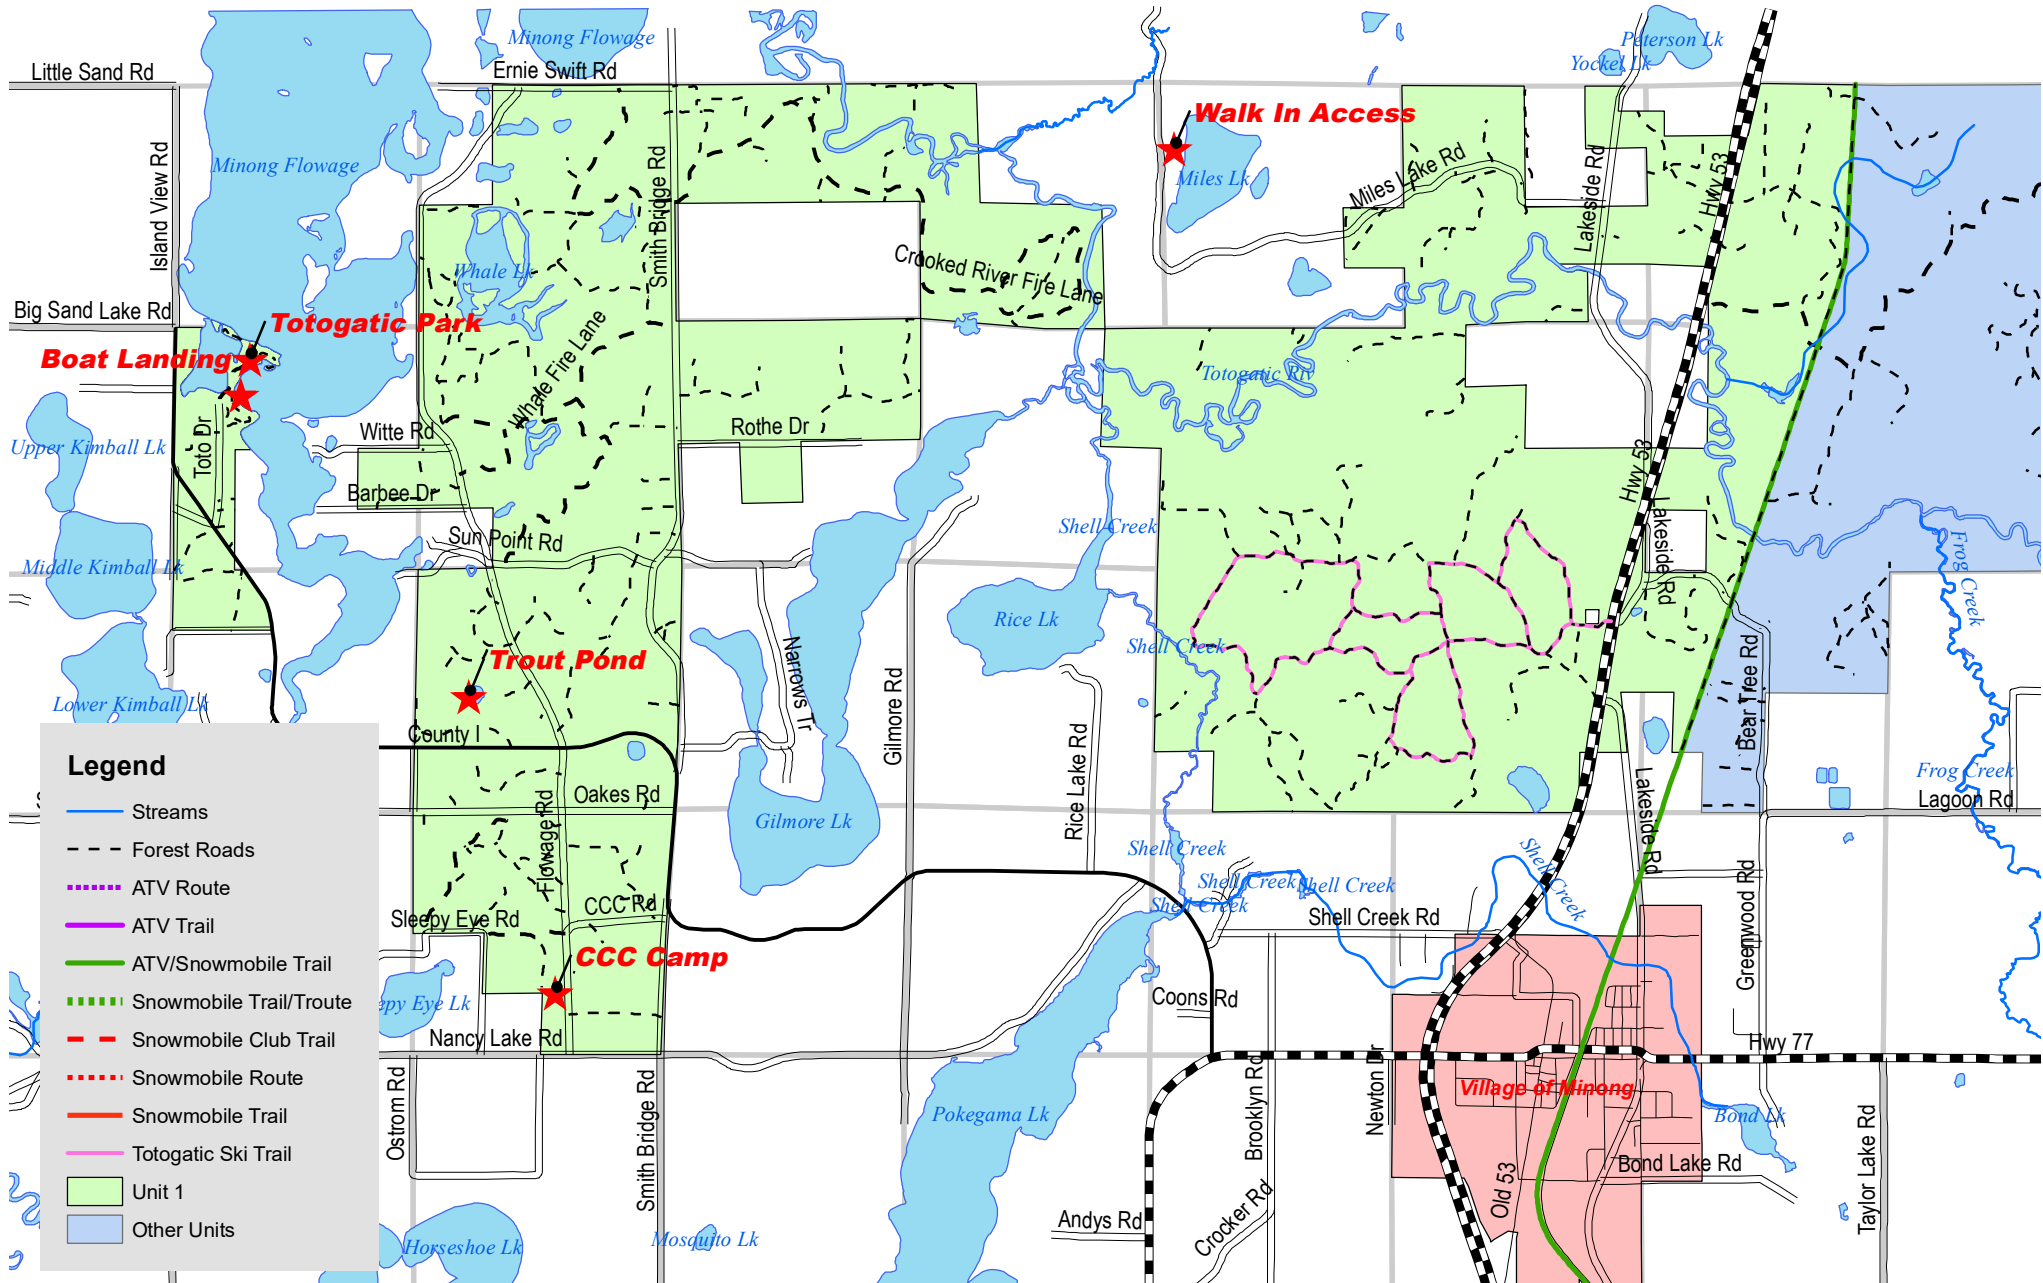 Minong Flowage
Peterson Lk
Yockel Lk
Little Sand Rd
Ernie Swift Rd
Walk In Access
Minong Flowage
Island View Rd
Smith Bridge Rd
Miles Lk
Miles Lake Rd
Lakeside Rd
Hwy 53
Whale Lk
Crooked River Fire Lane
Big Sand Lake Rd
Totogatic Park
Boat Landing
Whale Fire Lane
Totogatic Riv
Toto Dr
Witte Rd
Rothe Dr
Upper Kimball Lk
Barbee Dr
Hwy 53
Sun Point Rd
Shell Creek
Lakeside Rd
Frog Creek
Middle Kimball Lk
Rice Lk
Shell Creek
Trout Pond
Narrows Tr
Gilmore Rd
Bear Tree Rd
Lower Kimball Lk
County I
Rice Lake Rd
Frog Creek
Lagoon Rd
Oakes Rd
Gilmore Lk
Flowage Rd
Lakeside Rd
Shell Creek
Shell Creek
Shell Creek
Shell Creek
Shell Creek
Greenwood Rd
Sleepy Eye Rd
CCC Rd
Shell Creek Rd
CCC Camp
epy Eye Lk
Coons Rd
Nancy Lake Rd
Hwy 77
Ostrom Rd
Smith Bridge Rd
Pokegama Lk
Brooklyn Rd
Newton Dr
Village of Minong
Bond Lk
Taylor Lake Rd
Bond Lake Rd
Old 53
Andys Rd
Crocker Rd
Horseshoe Lk
Mosquito Lk
Legend
Streams
Forest Roads
ATV Route
ATV Trail
ATV/Snowmobile Trail
Snowmobile Trail/Troute
Snowmobile Club Trail
Snowmobile Route
Snowmobile Trail
Totogatic Ski Trail
Unit 1
Other Units